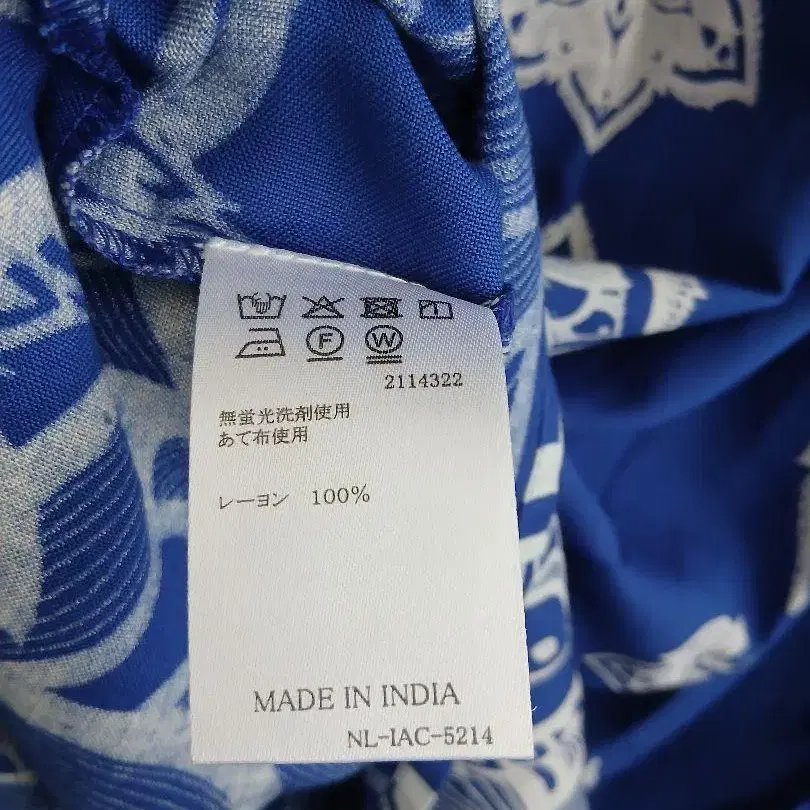 F W
2114322
無蛍光洗剤使用
あて布使用
レーヨン 100%
MADE IN INDIA
NL-IAC-5214